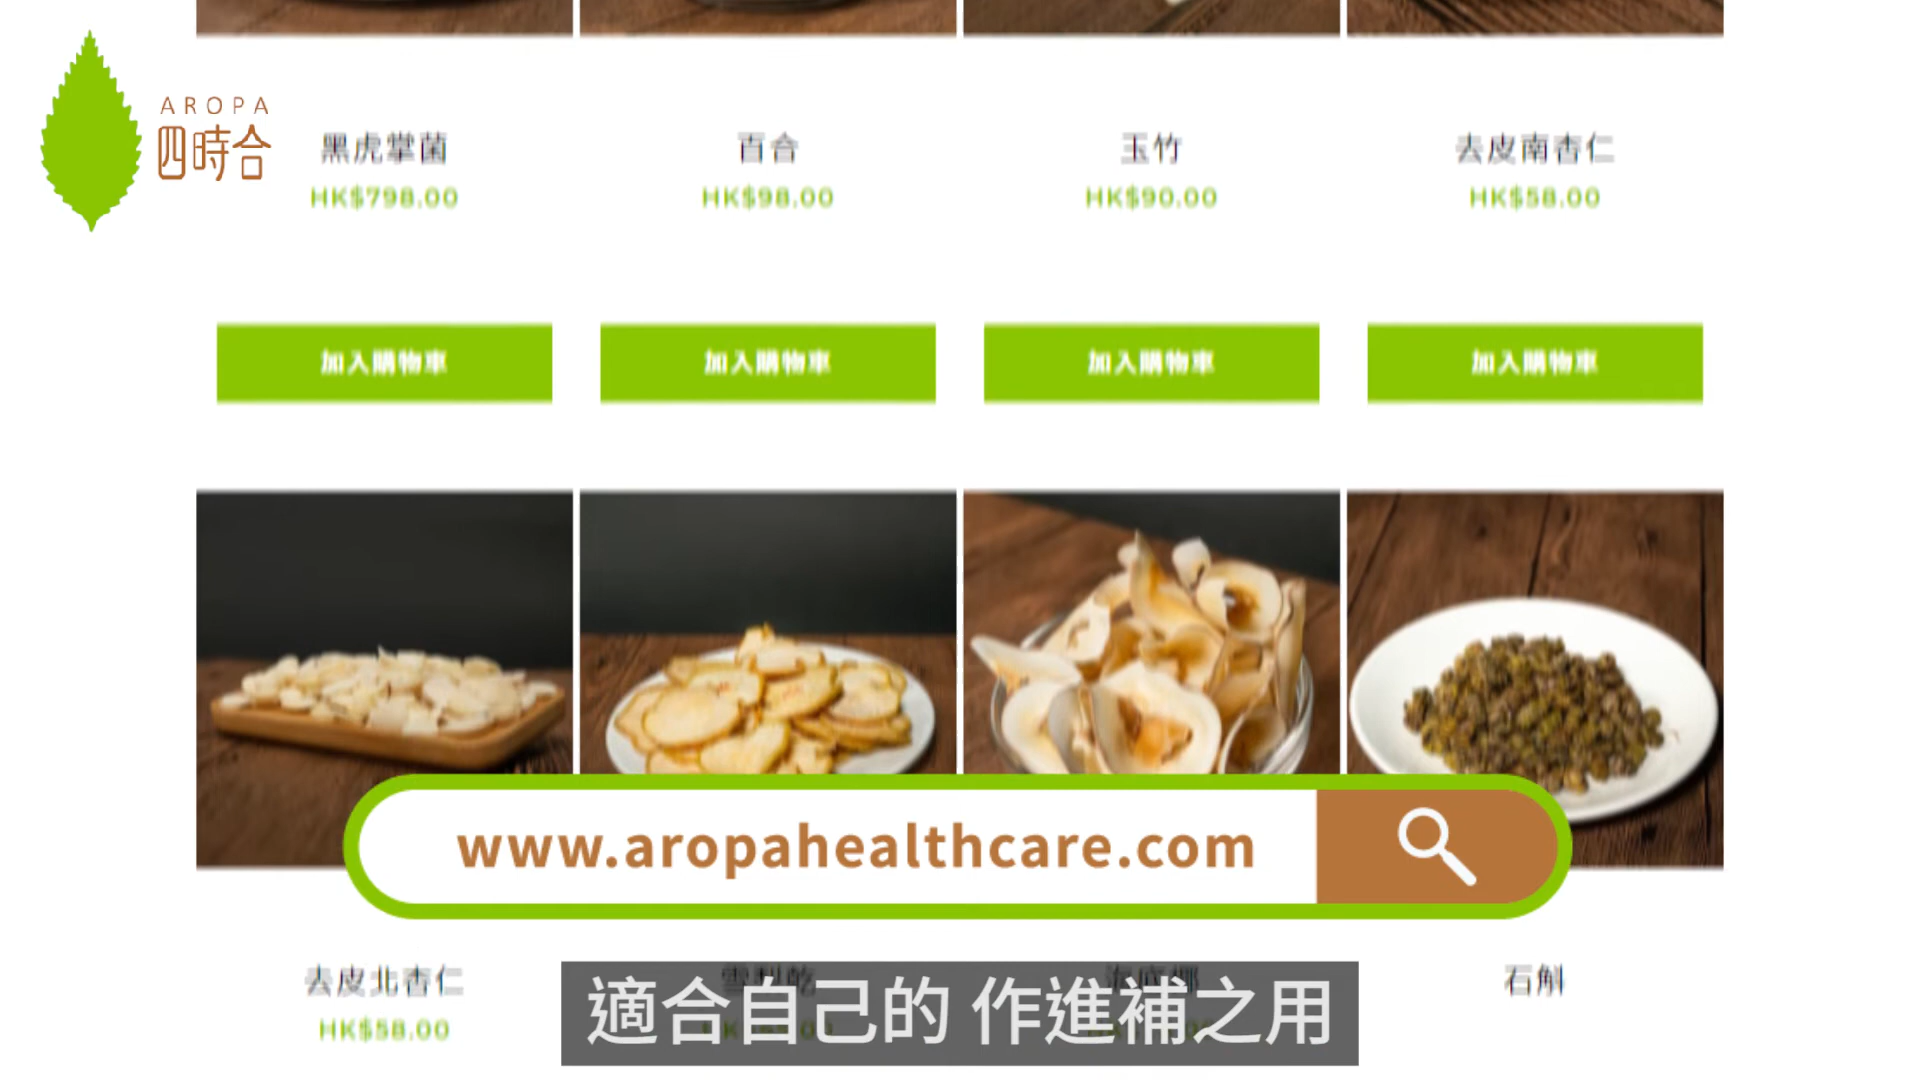 AROPA
四時合
黑虎掌菌
HK$798.00
百合
HK$98.00
玉竹
HK$90.00
去皮南杏仁
HK$58.00
加入購物車
加入購物車
加入購物車
加入購物車
www.aropahealthcare.com
去皮北杏仁
HK$58.00
石斛
適合自己的 作進補之用